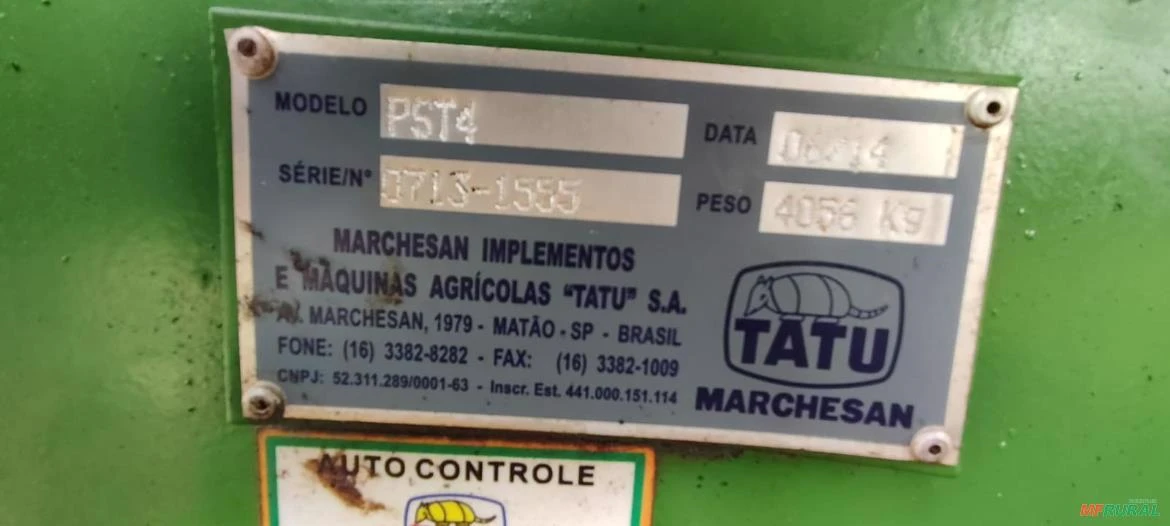 MODELO PST4
DATA 06/14
SÉRIE/Nº 0713-1555
PESO 4056 Kg
MARCHESAN IMPLEMENTOS
E MÁQUINAS AGRÍCOLAS "TATU" S.A.
AV. MARCHESAN, 1979 - MATÃO - SP - BRASIL
FONE: (16) 3382-8282 - FAX: (16) 3382-1009
CNPJ: 52.311.289/0001-63 - Inscr. Est. 441.000.151.114
TATU
MARCHESAN
AUTO CONTROLE
MFRURAL